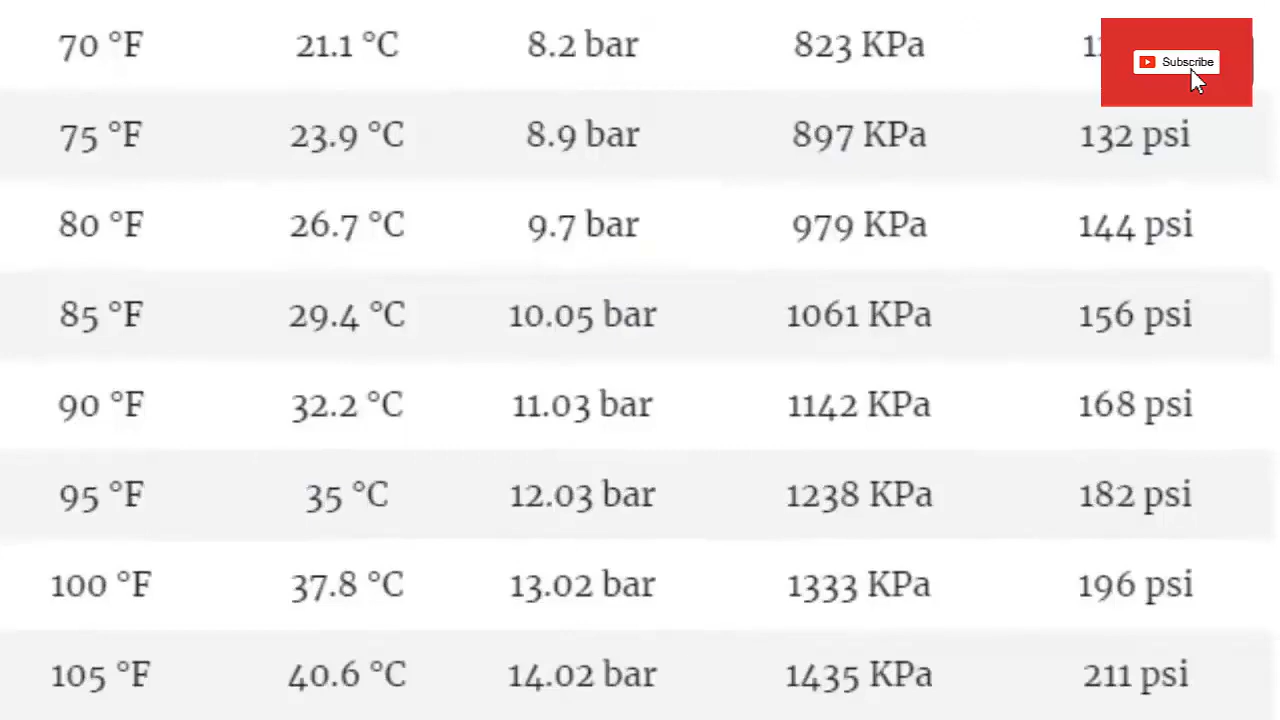 70 °F 21.1 °C 8.2 bar 823 KPa
Subscribe
75 °F 23.9 °C 8.9 bar 897 KPa 132 psi
80 °F 26.7 °C 9.7 bar 979 KPa 144 psi
85 °F 29.4 °C 10.05 bar 1061 KPa 156 psi
90 °F 32.2 °C 11.03 bar 1142 KPa 168 psi
95 °F 35 °C 12.03 bar 1238 KPa 182 psi
100 °F 37.8 °C 13.02 bar 1333 KPa 196 psi
105 °F 40.6 °C 14.02 bar 1435 KPa 211 psi